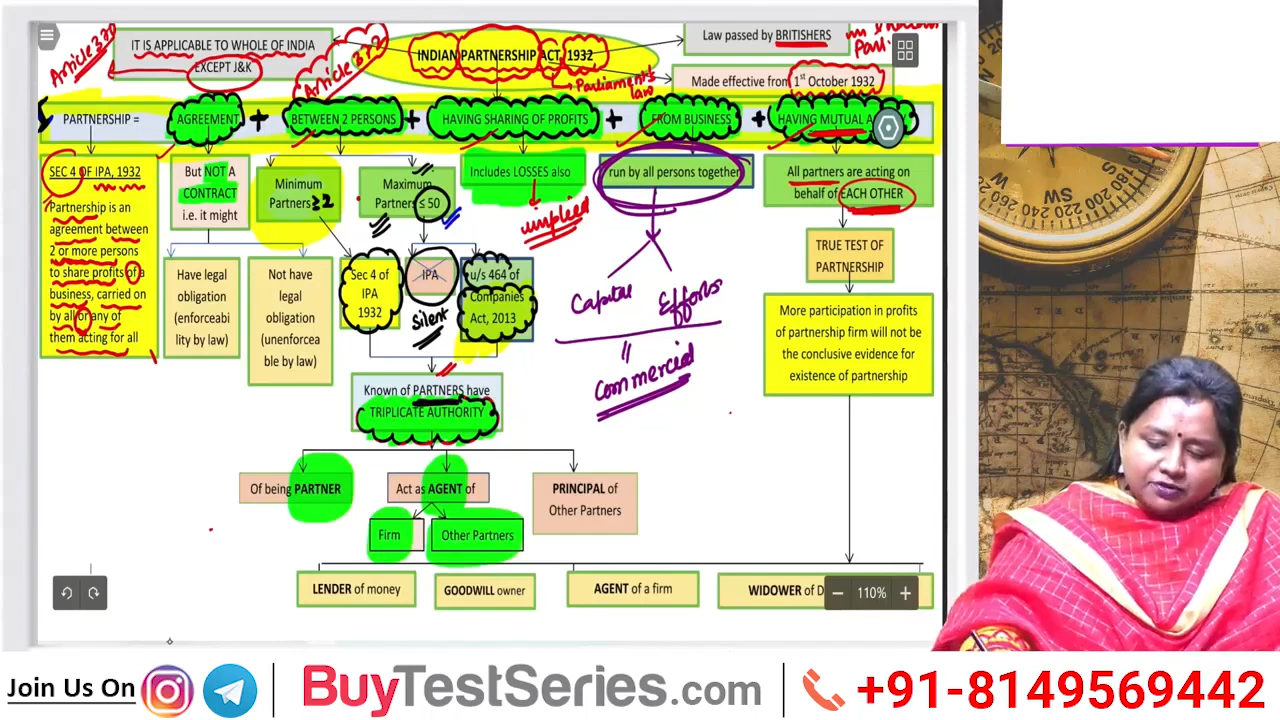 Article 370
IT IS APPLICABLE TO WHOLE OF INDIA
EXCEPT J&K
INDIAN PARTNERSHIP ACT, 1932
Parliament's
law
Law passed by BRITISHERS
Made effective from 1st October 1932
PARTNERSHIP =
AGREEMENT
+
BETWEEN 2 PERSONS
+
HAVING SHARING OF PROFITS
+
FROM BUSINESS
+
HAVING MUTUAL A
SEC 4 OF IPA, 1932
Partnership is an
agreement between
2 or more persons
to share profits of a
business, carried on
by all or any of
them acting for all
But NOT A
CONTRACT
i.e. it might
Have legal
obligation
(enforceabi
lity by law)
Not have
legal
obligation
(unenforcea
ble by law)
Minimum
Partners ≥2
Maximum
Partners ≤ 50
Sec 4 of
IPA
1932
IPA
Silent
u/s 464 of
Companies
Act, 2013
Includes LOSSES also
implied
run by all persons together
Capital
Efforts
Commercial
All partners are acting on
behalf of EACH OTHER
TRUE TEST OF
PARTNERSHIP
More participation in profits
of partnership firm will not be
the conclusive evidence for
existence of partnership
Known of PARTNERS have
TRIPLICATE AUTHORITY
Of being PARTNER
Act as AGENT of
Firm
Other Partners
PRINCIPAL of
Other Partners
LENDER of money
GOODWILL owner
AGENT of a firm
WIDOWER of D
110%
Join Us On
BuyTestSeries.com
+91-8149569442